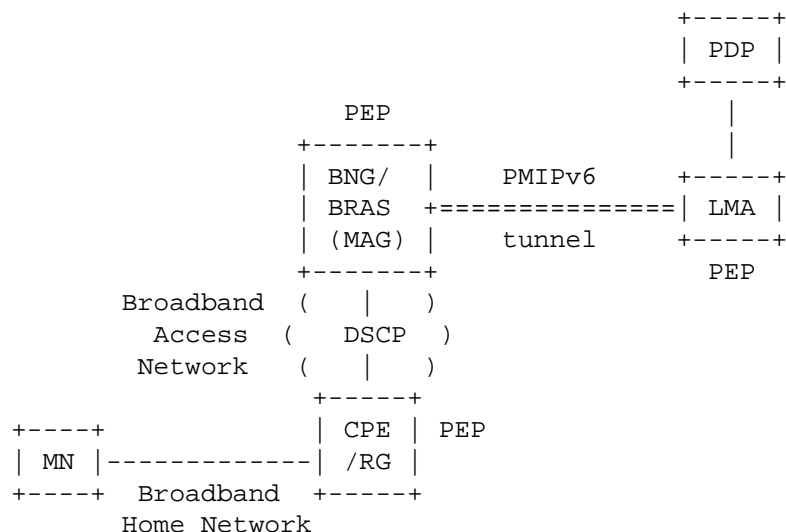 +-----+
| PDP |
+-----+
PEP |
+-------+ |
| BNG/ | PMIPv6 +-----+
| BRAS +===============| LMA |
| (MAG) | tunnel +-----+
+-------+ PEP
Broadband ( | )
Access ( DSCP )
Network ( | )
+-----+
+----+ | CPE | PEP
| MN |-------------| /RG |
+----+ Broadband +-----+
Home Network